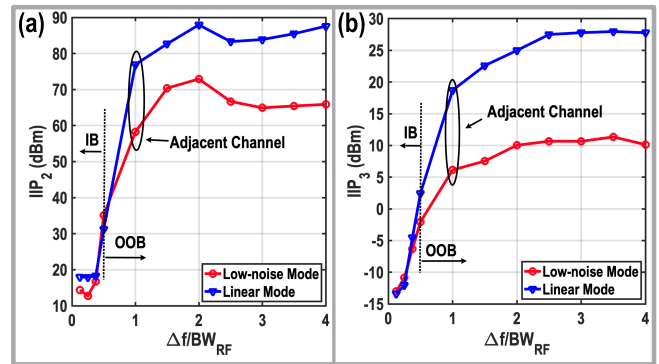 (a)
90
80
70
60
50
40
30
20
10
IIP2 (dBm)
IB
Adjacent Channel
OOB
Low-noise Mode
Linear Mode
0 1 2 3 4
Δf/BWRF
(b)
35
30
25
20
15
10
5
0
-5
-10
-15
IIP3 (dBm)
IB
Adjacent Channel
OOB
Low-noise Mode
Linear Mode
0 1 2 3 4
Δf/BWRF